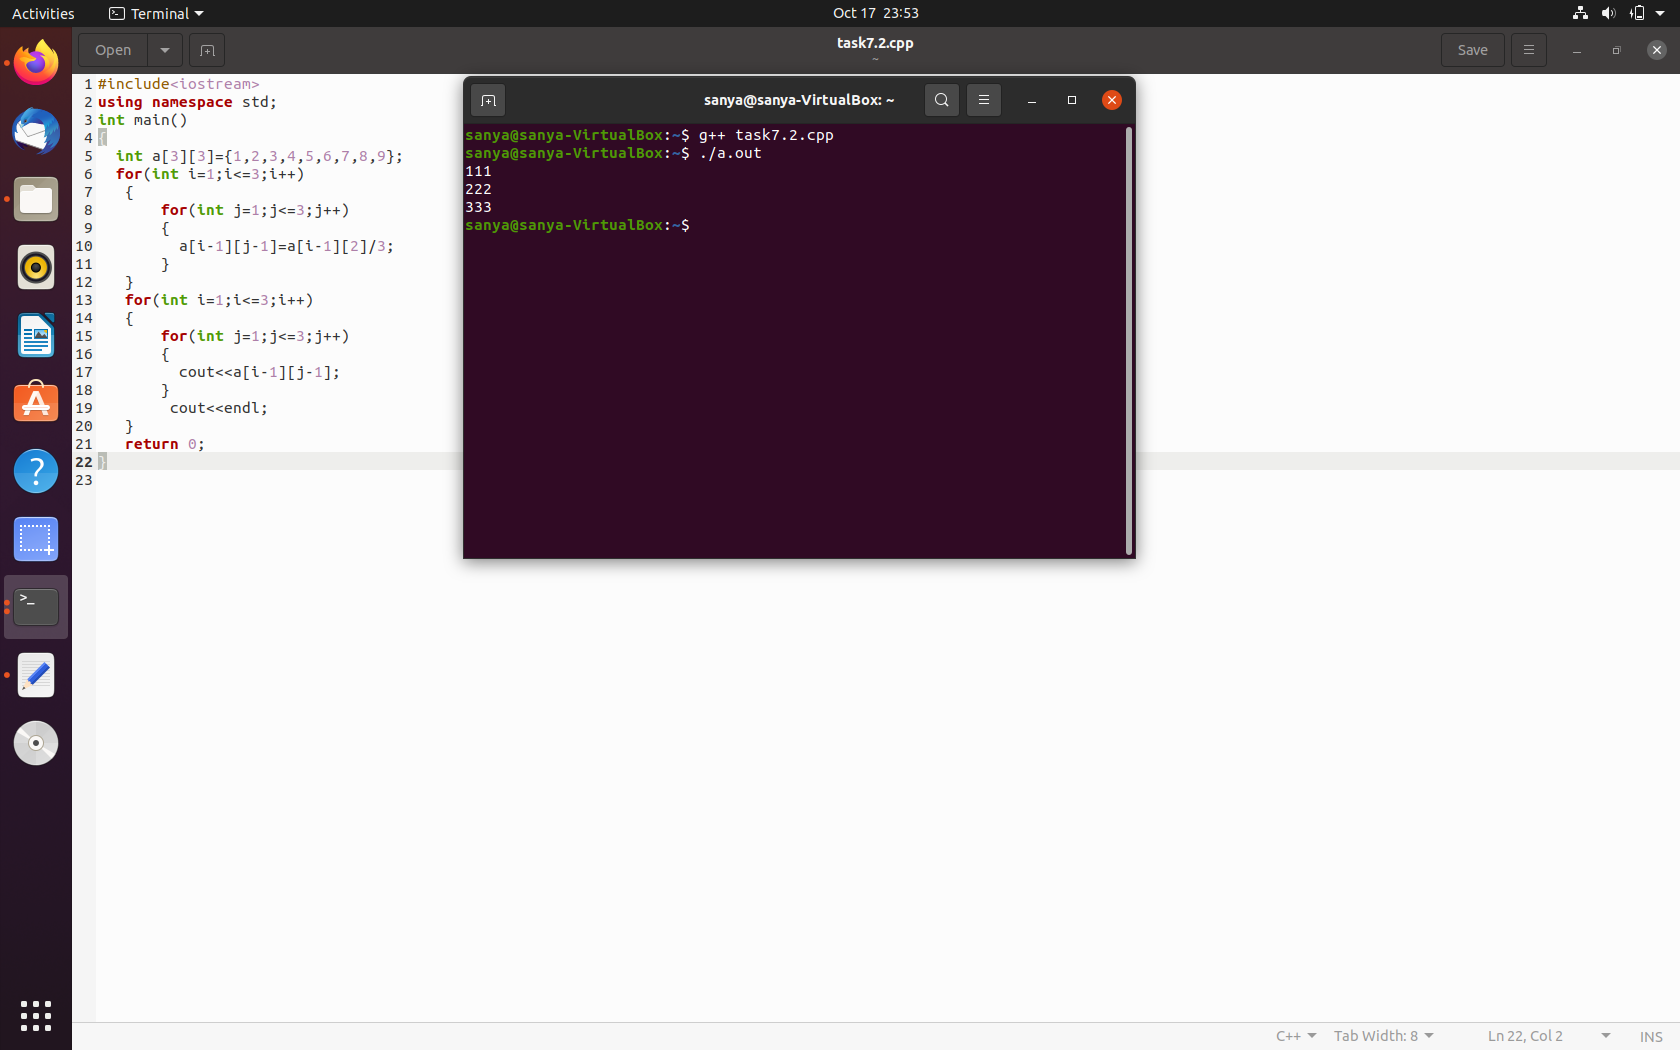 Activities Terminal Oct 17 23:53
Open task7.2.cpp Save
~
1 #include<iostream>
2 using namespace std;
3 int main()
4 {
5   int a[3][3]={1,2,3,4,5,6,7,8,9};
6   for(int i=1;i<=3;i++)
7    {
8        for(int j=1;j<=3;j++)
9        {
10          a[i-1][j-1]=a[i-1][2]/3;
11        }
12    }
13    for(int i=1;i<=3;i++)
14    {
15        for(int j=1;j<=3;j++)
16        {
17          cout<<a[i-1][j-1];
18        }
19         cout<<endl;
20    }
21    return 0;
22 }
23
sanya@sanya-VirtualBox: ~
sanya@sanya-VirtualBox:~$ g++ task7.2.cpp
sanya@sanya-VirtualBox:~$ ./a.out
111
222
333
sanya@sanya-VirtualBox:~$
C++ Tab Width: 8 Ln 22, Col 2 INS